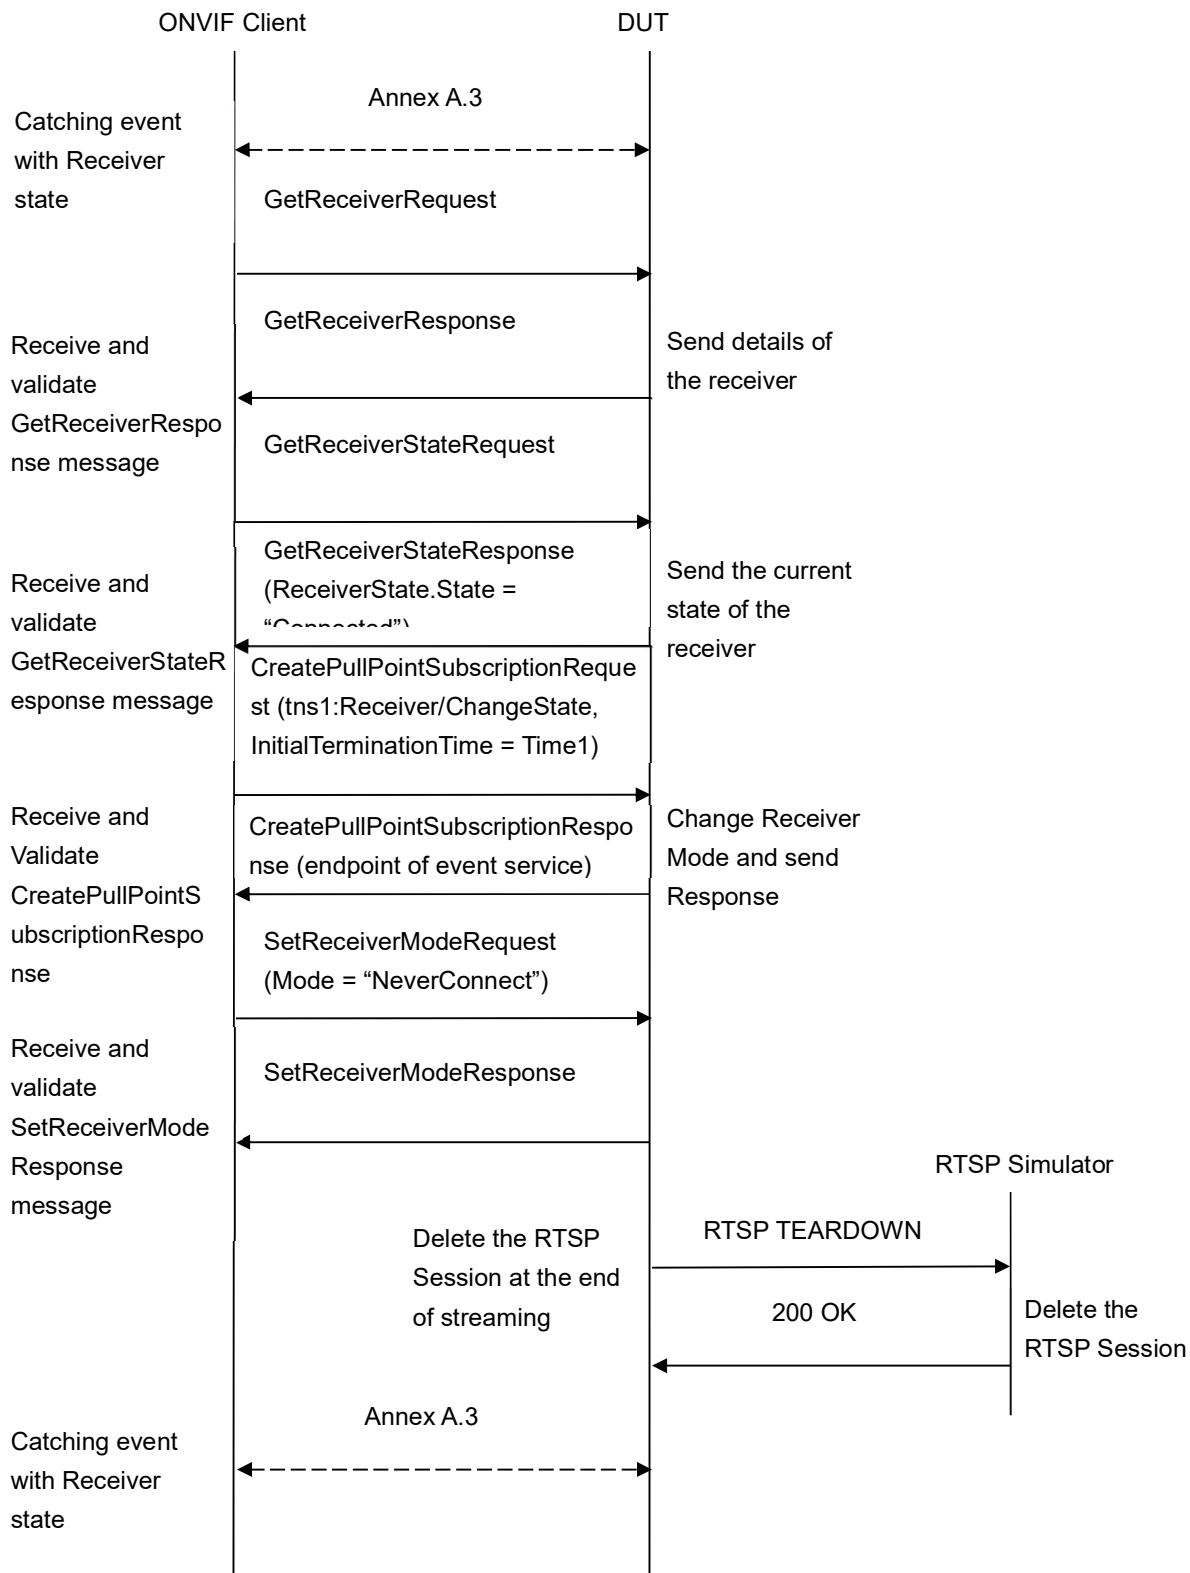 ONVIF Client
DUT
Annex A.3
Catching event
with Receiver
state
GetReceiverRequest
GetReceiverResponse
Send details of
the receiver
Receive and
validate
GetReceiverRespo
nse message
GetReceiverStateRequest
GetReceiverStateResponse
(ReceiverState.State =
“Connected”)
Send the current
state of the
receiver
Receive and
validate
GetReceiverStateR
esponse message
CreatePullPointSubscriptionReque
st (tns1:Receiver/ChangeState,
InitialTerminationTime = Time1)
Receive and
Validate
CreatePullPointS
ubscriptionRespo
nse
CreatePullPointSubscriptionRespo
nse (endpoint of event service)
Change Receiver
Mode and send
Response
SetReceiverModeRequest
(Mode = “NeverConnect”)
Receive and
validate
SetReceiverMode
Response
message
SetReceiverModeResponse
RTSP Simulator
Delete the RTSP
Session at the end
of streaming
RTSP TEARDOWN
200 OK
Delete the
RTSP Session
Annex A.3
Catching event
with Receiver
state